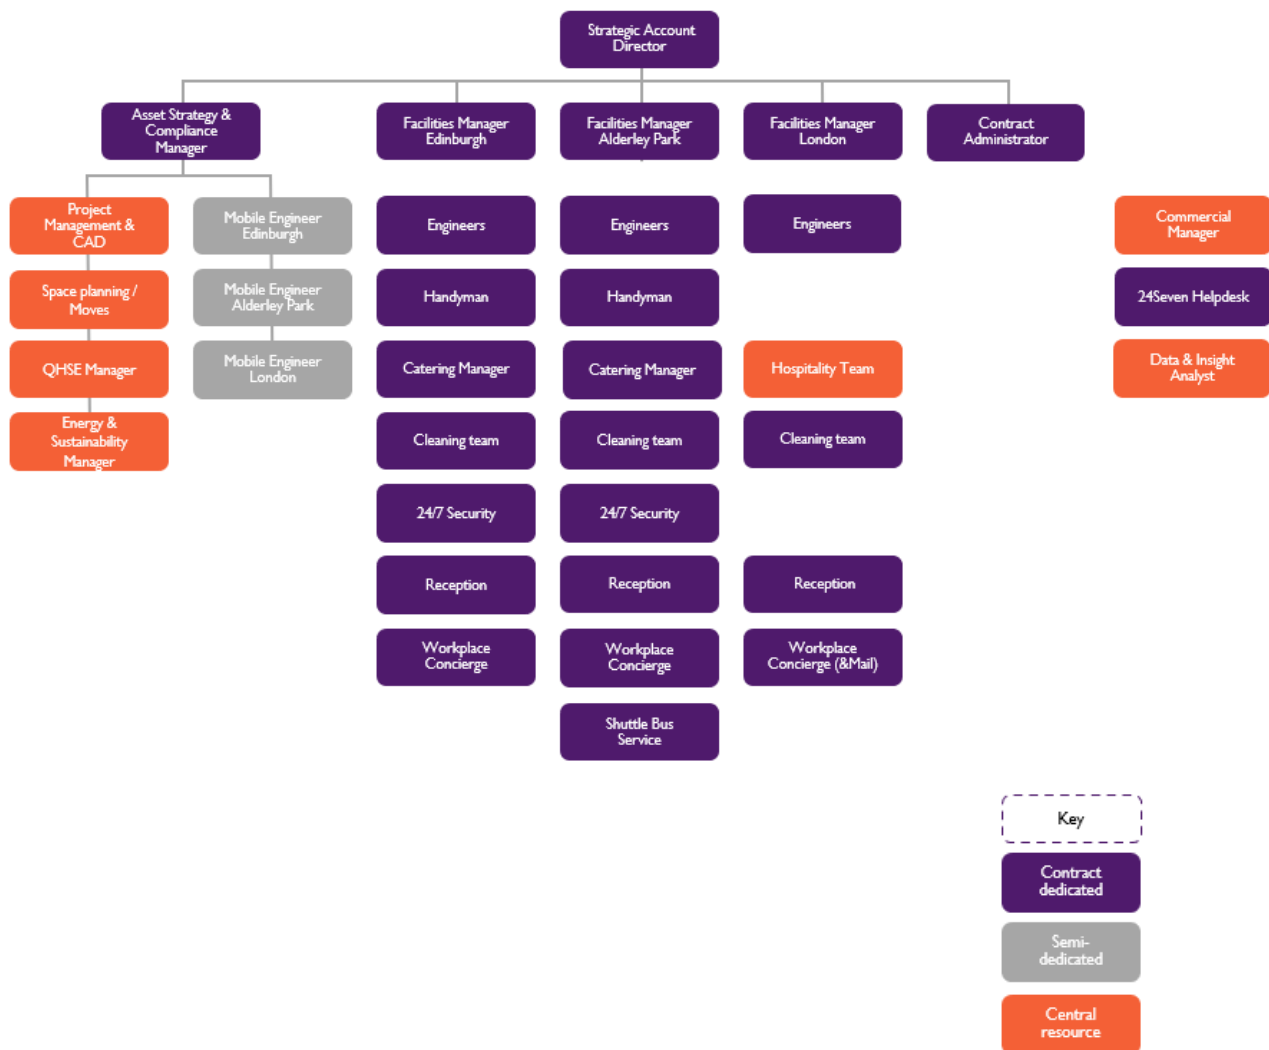 Strategic Account
Director
Asset Strategy &
Compliance
Manager
Facilities Manager
Edinburgh
Facilities Manager
Alderley Park
Facilities Manager
London
Contract
Administrator
Project
Management &
CAD
Mobile Engineer
Edinburgh
Engineers
Engineers
Engineers
Commercial
Manager
Space planning /
Moves
Mobile Engineer
Alderley Park
Handyman
Handyman
24Seven Helpdesk
QHSE Manager
Mobile Engineer
London
Catering Manager
Catering Manager
Hospitality Team
Data & Insight
Analyst
Energy &
Sustainability
Manager
Cleaning team
Cleaning team
Cleaning team
24/7 Security
24/7 Security
Reception
Reception
Reception
Workplace
Concierge
Workplace
Concierge
Workplace
Concierge (&Mail)
Shuttle Bus
Service
Key
Contract
dedicated
Semi-
dedicated
Central
resource